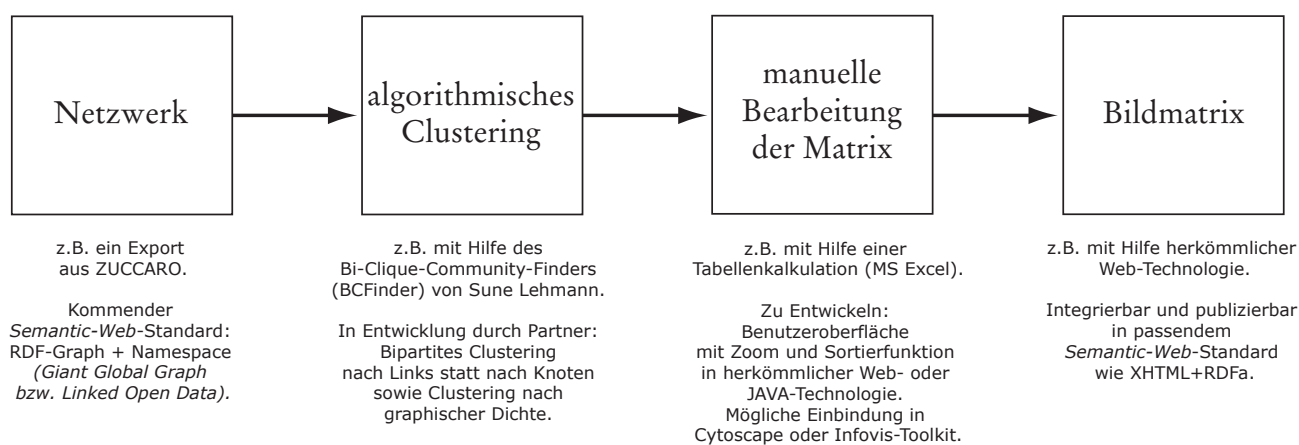 Netzwerk
algorithmisches
Clustering
manuelle
Bearbeitung
der Matrix
Bildmatrix
z.B. ein Export
aus ZUCCARO.
Kommender
Semantic-Web-Standard:
RDF-Graph + Namespace
(Giant Global Graph
bzw. Linked Open Data).
z.B. mit Hilfe des
Bi-Clique-Community-Finders
(BCFinder) von Sune Lehmann.
In Entwicklung durch Partner:
Bipartites Clustering
nach Links statt nach Knoten
sowie Clustering nach
graphischer Dichte.
z.B. mit Hilfe einer
Tabellenkalkulation (MS Excel).
Zu Entwickeln:
Benutzeroberfläche
mit Zoom und Sortierfunktion
in herkömmlicher Web- oder
JAVA-Technologie.
Mögliche Einbindung in
Cytoscape oder Infovis-Toolkit.
z.B. mit Hilfe herkömmlicher
Web-Technologie.
Integrierbar und publizierbar
in passendem
Semantic-Web-Standard
wie XHTML+RDFa.